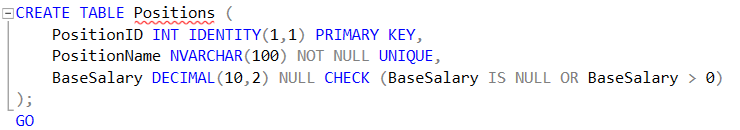 CREATE TABLE Positions (
    PositionID INT IDENTITY(1,1) PRIMARY KEY,
    PositionName NVARCHAR(100) NOT NULL UNIQUE,
    BaseSalary DECIMAL(10,2) NULL CHECK (BaseSalary IS NULL OR BaseSalary > 0)
);
GO